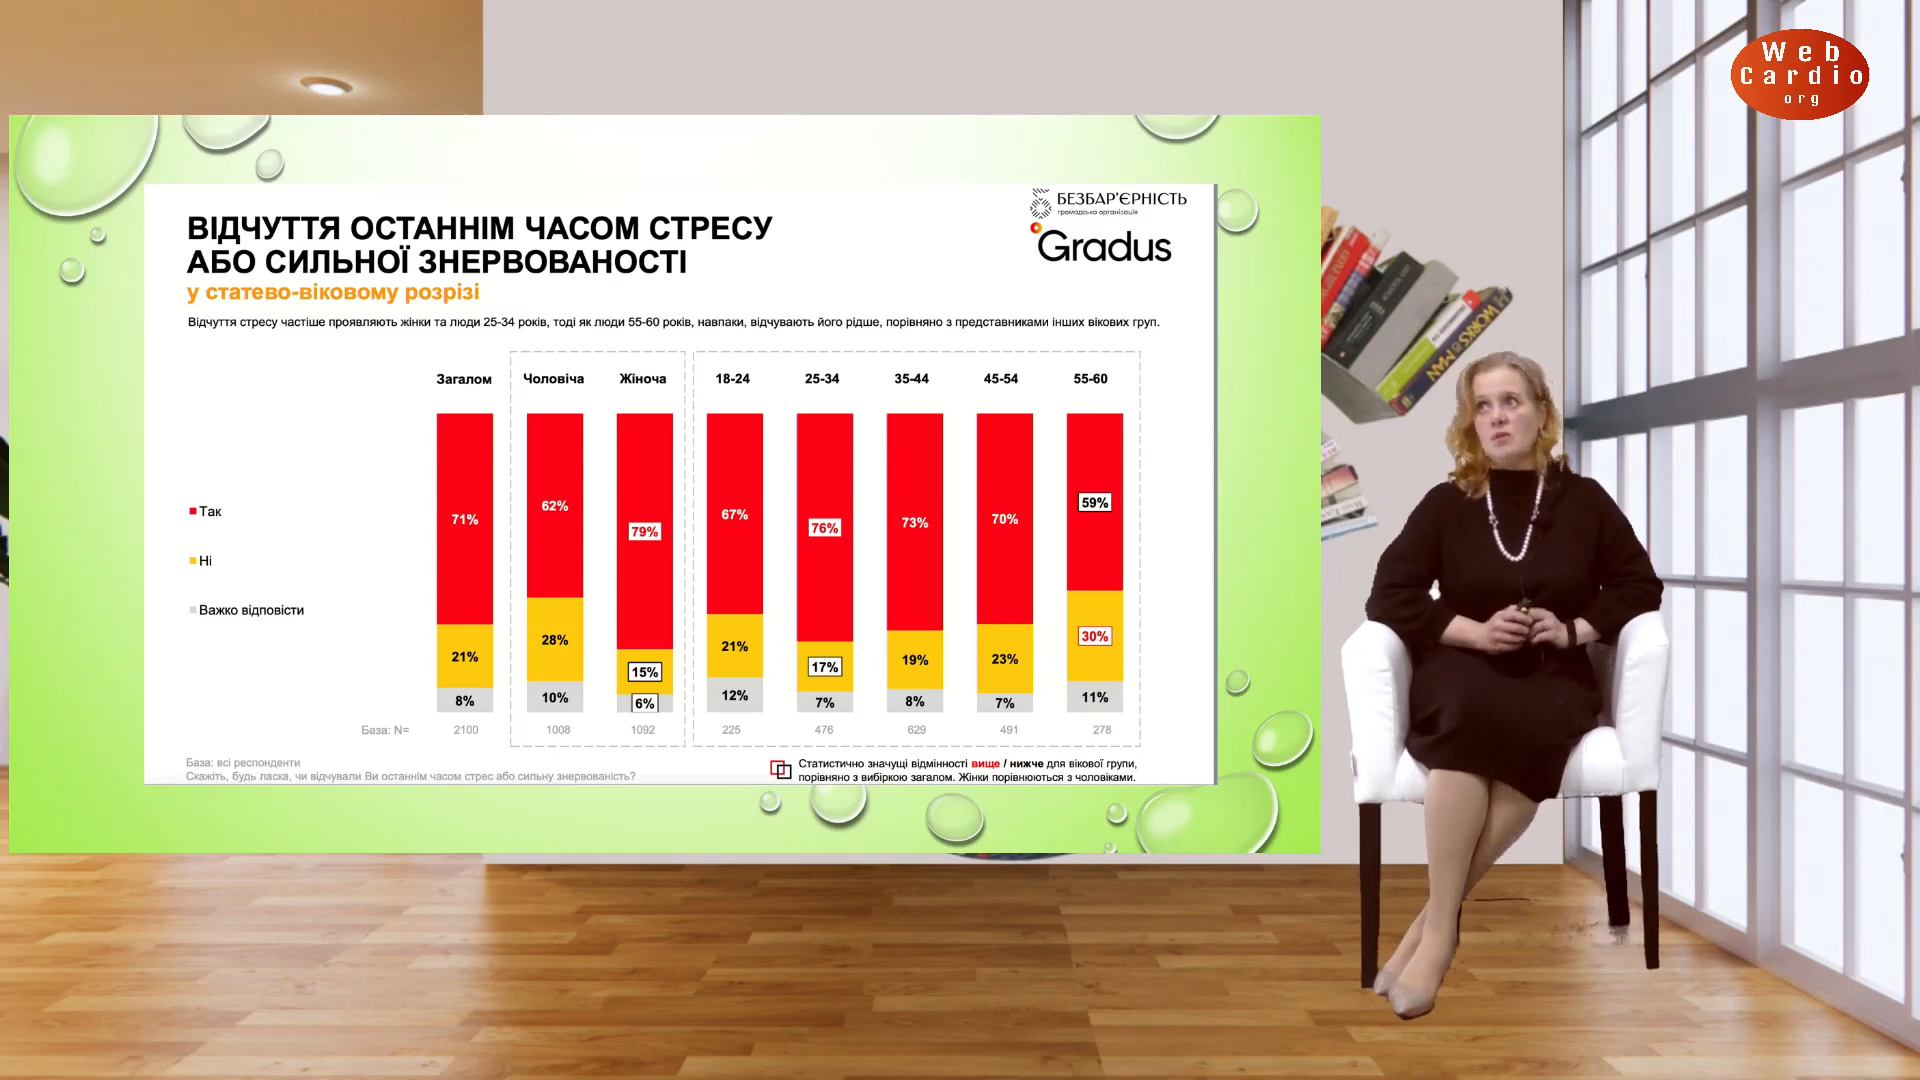 Web
Cardio
org
БЕЗБАР'ЄРНІСТЬ
громадська організація
Gradus
ВІДЧУТТЯ ОСТАННІМ ЧАСОМ СТРЕСУ
АБО СИЛЬНОЇ ЗНЕРВОВАНОСТІ
у статево-віковому розрізі
Відчуття стресу частіше проявляють жінки та люди 25-34 років, тоді як люди 55-60 років, навпаки, відчувають його рідше, порівняно з представниками інших вікових груп.
Загалом Чоловіча Жіноча 18-24 25-34 35-44 45-54 55-60
Так
Ні
Важко відповісти
71% 62% 79% 67% 76% 73% 70% 59%
21% 28% 15% 21% 17% 19% 23% 30%
8% 10% 6% 12% 7% 8% 7% 11%
База: N= 2100 1008 1092 225 476 629 491 278
База: всі респонденти
Скажіть, будь ласка, чи відчували Ви останнім часом стрес або сильну знервованість?
Статистично значущі відмінності вище / нижче для вікової групи,
порівняно з вибіркою загалом. Жінки порівнюються з чоловіками.
WORKS MAN